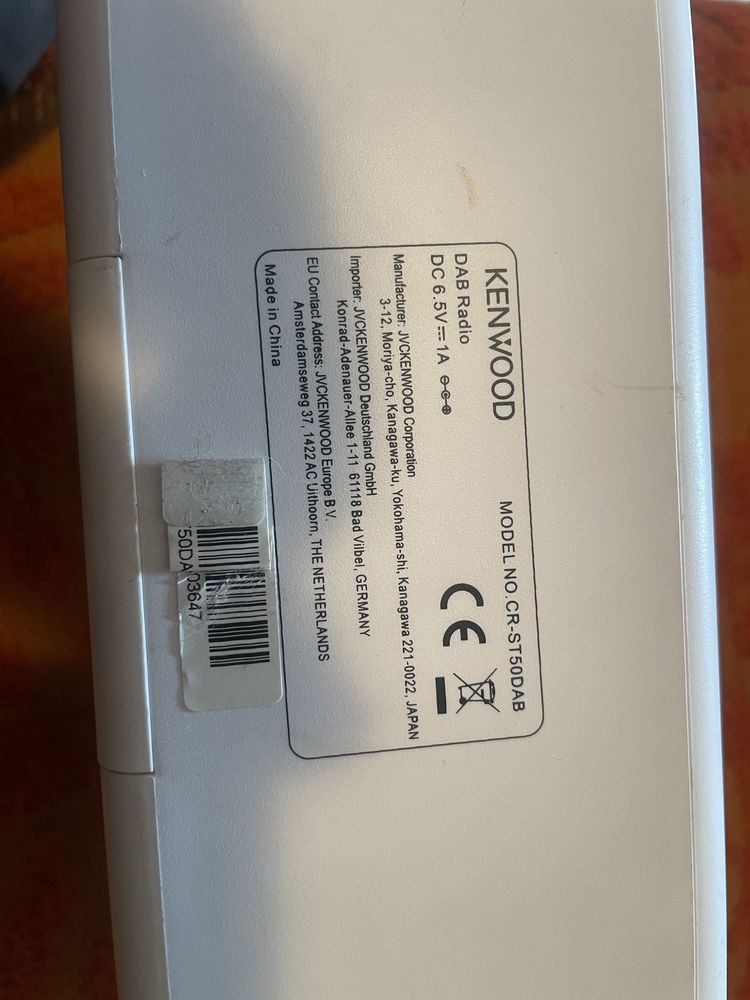 KENWOOD
MODEL NO. CR-ST50DAB
DAB Radio
DC 6.5V⎓1A
CE
Manufacturer: JVCKENWOOD Corporation
3-12, Moriya-cho, Kanagawa-ku, Yokohama-shi, Kanagawa 221-0022, JAPAN
Importer: JVCKENWOOD Deutschland GmbH
Konrad-Adenauer-Allee 1-11 61118 Bad Vilbel, GERMANY
EU Contact Address: JVCKENWOOD Europe B.V.
Amsterdamseweg 37, 1422 AC Uithoorn, THE NETHERLANDS
Made in China